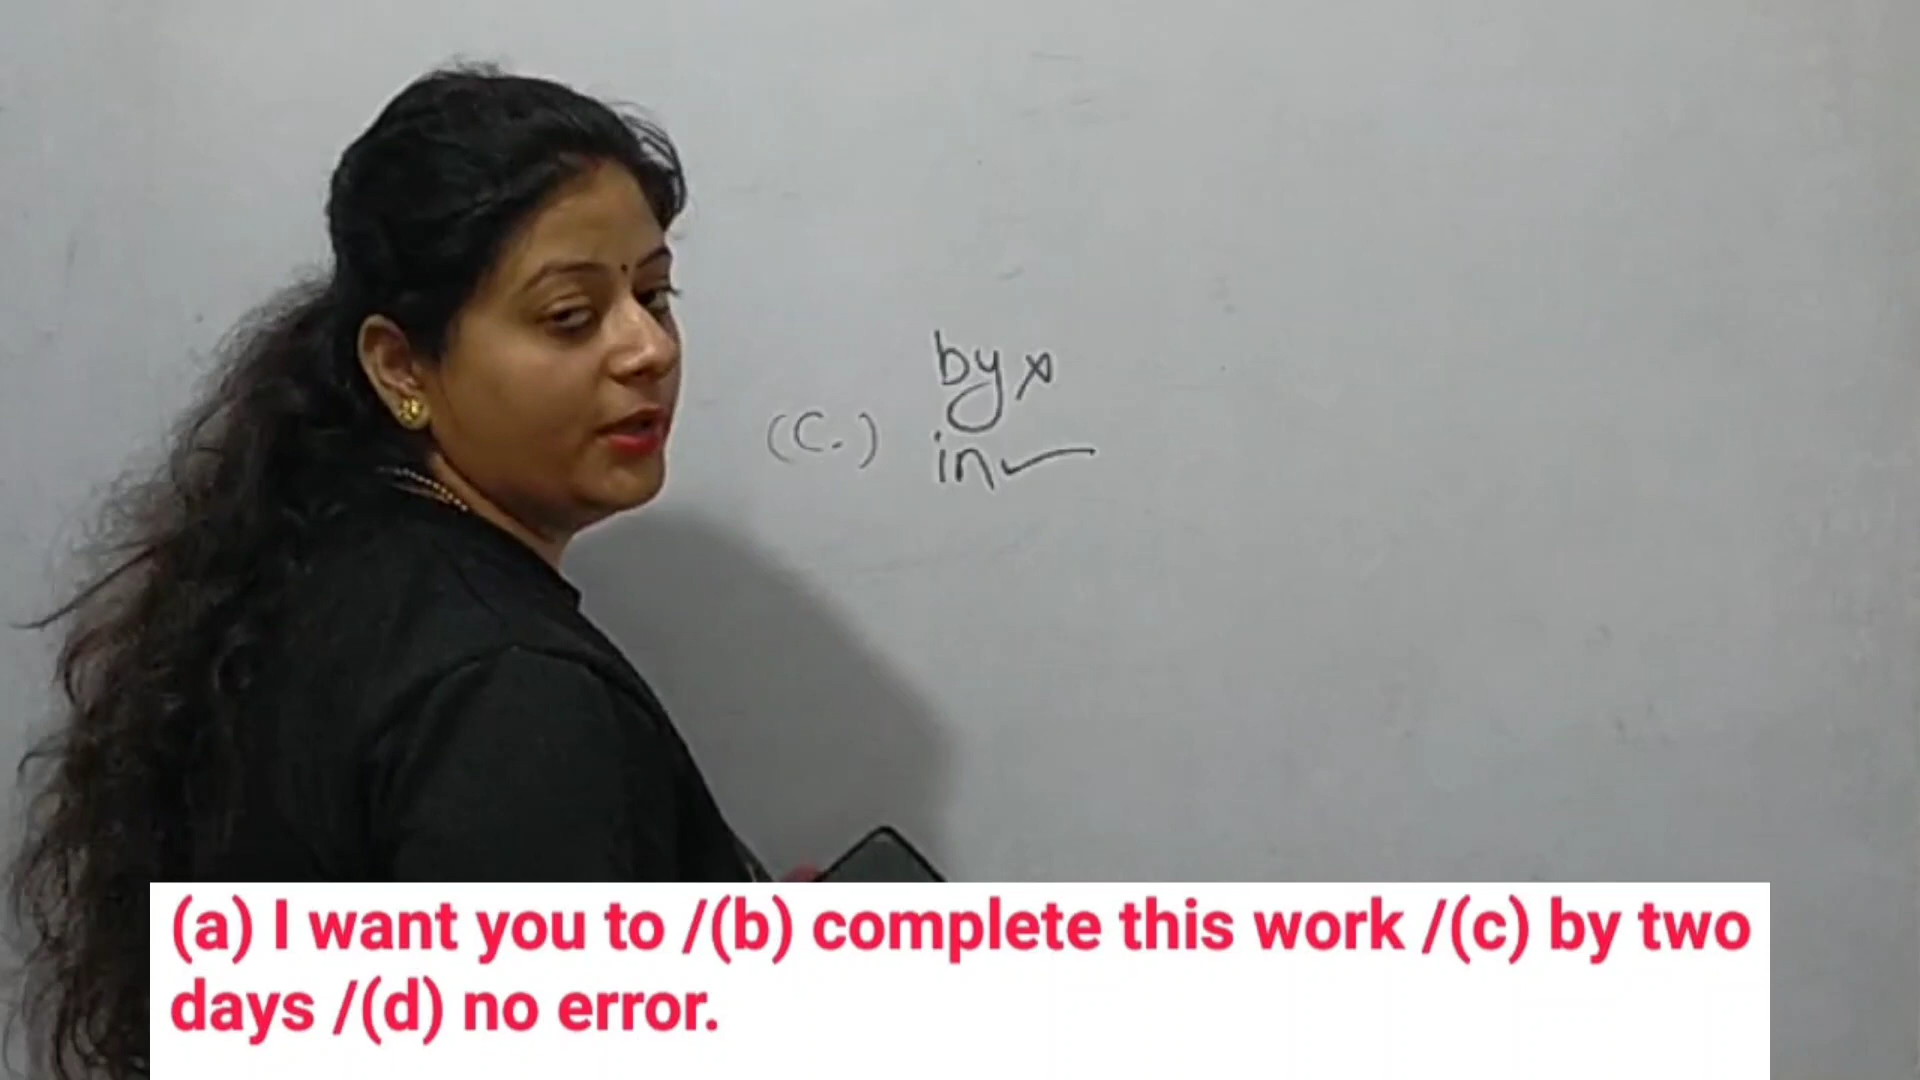 by x
(C.) in ✓
(a) I want you to /(b) complete this work /(c) by two
days /(d) no error.